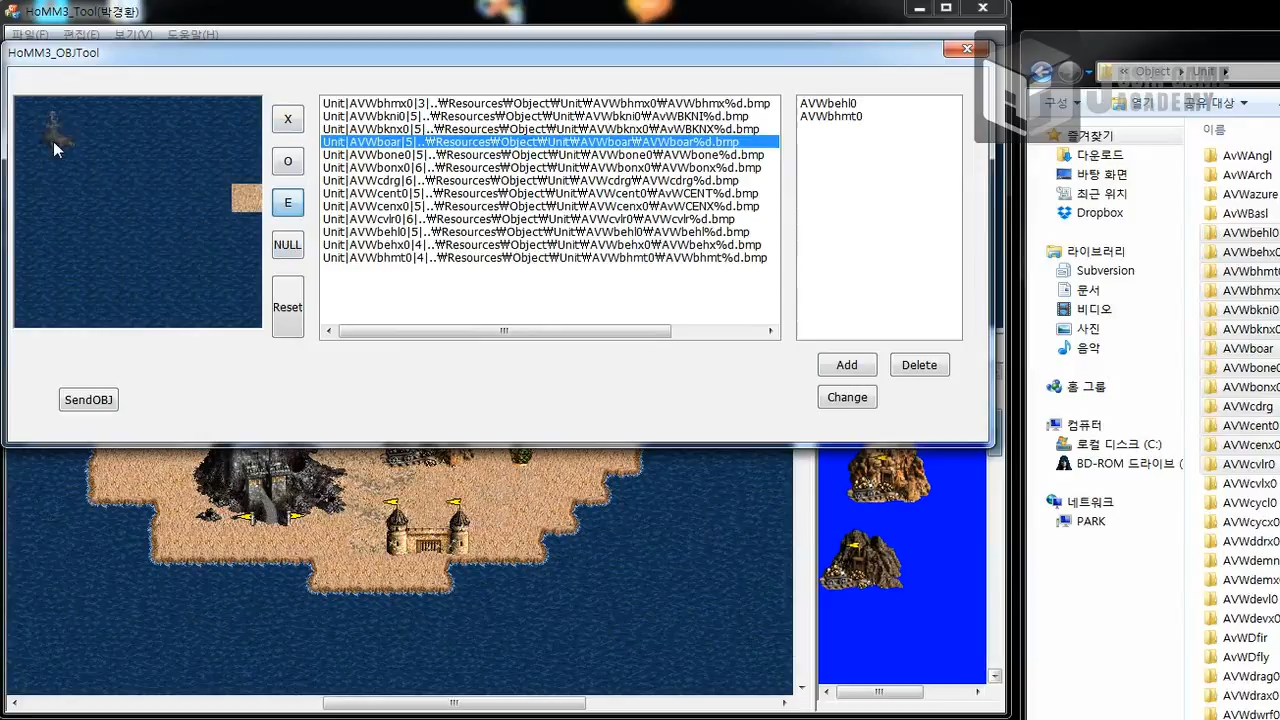 HoMM3_Tool(박경환)
파일(F) 편집(E) 보기(V) 도움말(H)
HoMM3_OBJTool
X
O
E
NULL
Reset
Unit|AVWbhmx0|3|..₩Resources₩Object₩Unit₩AVWbhmx0₩AVWbhmx%d.bmp
Unit|AVWbkni0|5|..₩Resources₩Object₩Unit₩AVWbkni0₩AvWBKNI%d.bmp
Unit|AVWbknx0|5|..₩Resources₩Object₩Unit₩AVWbknx0₩AvWBKNX%d.bmp
Unit|AVWboar|5|..₩Resources₩Object₩Unit₩AVWboar₩AVWboar%d.bmp
Unit|AVWbone0|5|..₩Resources₩Object₩Unit₩AVWbone0₩AVWbone%d.bmp
Unit|AVWbonx0|6|..₩Resources₩Object₩Unit₩AVWbonx0₩AVWbonx%d.bmp
Unit|AVWcdrg|6|..₩Resources₩Object₩Unit₩AVWcdrg₩AVWcdrg%d.bmp
Unit|AVWcent0|5|..₩Resources₩Object₩Unit₩AVWcent0₩AVWCENT%d.bmp
Unit|AVWcenx0|5|..₩Resources₩Object₩Unit₩AVWcenx0₩AVWCENX%d.bmp
Unit|AVWcvlr0|6|..₩Resources₩Object₩Unit₩AVWcvlr0₩AVWcvlr%d.bmp
Unit|AVWbehl0|5|..₩Resources₩Object₩Unit₩AVWbehl0₩AVWbehl%d.bmp
Unit|AVWbehx0|4|..₩Resources₩Object₩Unit₩AVWbehx0₩AVWbehx%d.bmp
Unit|AVWbhmt0|4|..₩Resources₩Object₩Unit₩AVWbhmt0₩AVWbhmt%d.bmp
AVWbehl0
AVWbhmt0
Add
Delete
Change
SendOBJ
Object
Unit
GAME
ACADEMY
구성
열기
공유 대상
즐겨찾기
다운로드
바탕 화면
최근 위치
Dropbox
라이브러리
Subversion
문서
비디오
사진
음악
홈 그룹
컴퓨터
로컬 디스크 (C:)
BD-ROM 드라이브 (
네트워크
PARK
이름
AvWAngl
AvWArch
AVWazure
AVWBasl
AVWbehl0
AVWbehx0
AVWbhmt0
AVWbhmx
AVWbkni0
AVWbknx0
AVWboar
AVWbone0
AVWbonx0
AVWcdrg
AVWcent0
AVWcenx0
AVWcvlr0
AVWcvlx0
AVWcycl0
AVWcycx0
AVWddrx0
AVWdemn
AVWdemx
AVWdevl0
AVWdevx0
AvWDfir
AvWDfly
AVWdrag0
AVWdrax0
AVWdwrf0